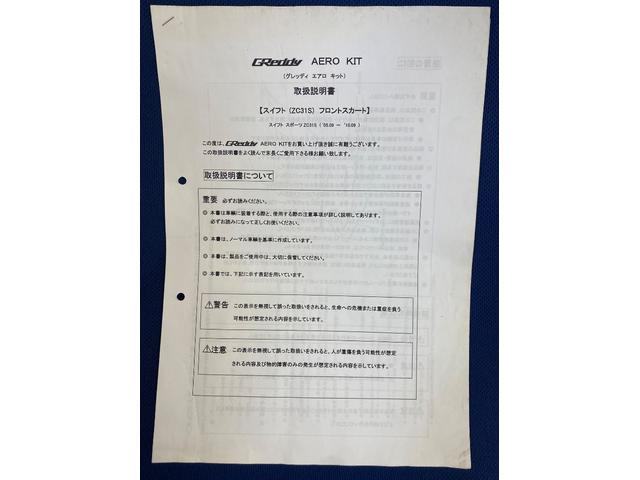 GReddy AERO KIT
(グレッディ エアロ キット)
取扱説明書
【スイフト (ZC31S) フロントスカート】
スイフト スポーツ ZC31S ( '05.09 ー '10.09 )
この度は、GReddy AERO KITをお買い上げ頂き誠に有難うございます。
この取扱説明書をよく読んで末長くご愛用下さる様お願い致します。
取扱説明書について
重要 必ずお読みください。
◎ 本書は車輌に装着する際と、使用する際の注意事項が詳しく説明してあります。
必ずお読みになって正しくお使いください。
◎ 本書は、ノーマル車輌を基準に作成しています。
◎ 本書は、製品をご使用中は、大切に保管してください。
◎ 本書では、下記に示す表記を用いています。
⚠警告 この表示を無視して誤った取扱いをされると、生命への危機または重症を負う
可能性が想定される内容を示しています。
⚠注意 この表示を無視して誤った取扱いをされると、人が重傷を負う可能性が想定
される内容及び物的障害のみの発生が想定される内容を示しています。